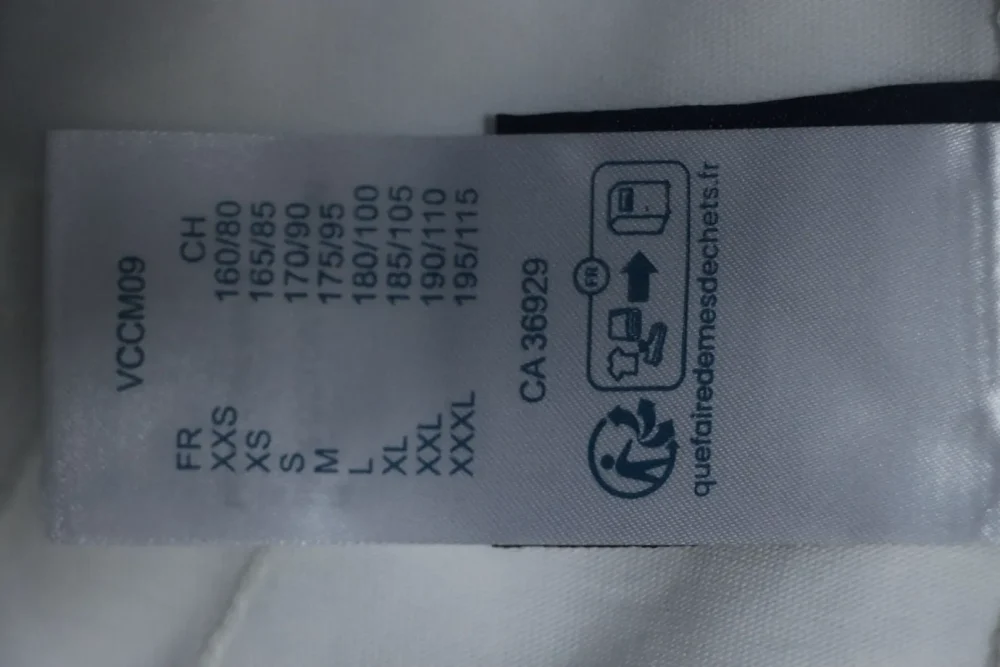 VCCM09
FR CH
XXS 160/80
XS 165/85
S 170/90
M 175/95
L 180/100
XL 185/105
XXL 190/110
XXXL 195/115
CA 36929
FR
quefairedemesdechets.fr